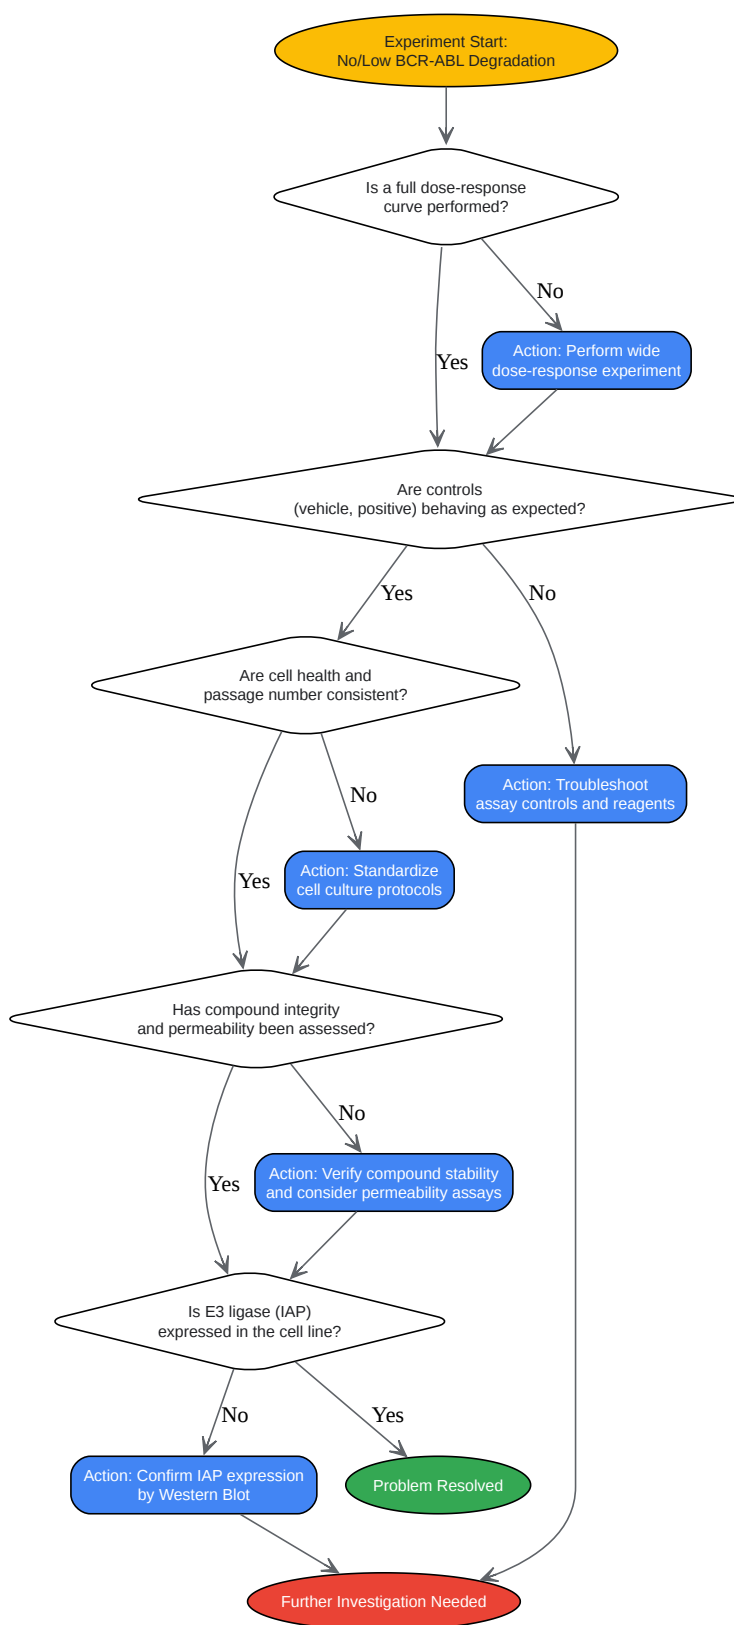 Experiment Start:
No/Low BCR-ABL Degradation
Is a full dose-response
curve performed?
No
Action: Perform wide
dose-response experiment
Yes
Are controls
(vehicle, positive) behaving as expected?
Yes
No
Are cell health and
passage number consistent?
No
Action: Troubleshoot
assay controls and reagents
Yes
Action: Standardize
cell culture protocols
Has compound integrity
and permeability been assessed?
No
Yes
Action: Verify compound stability
and consider permeability assays
Is E3 ligase (IAP)
expressed in the cell line?
No
Yes
Action: Confirm IAP expression
by Western Blot
Problem Resolved
Further Investigation Needed